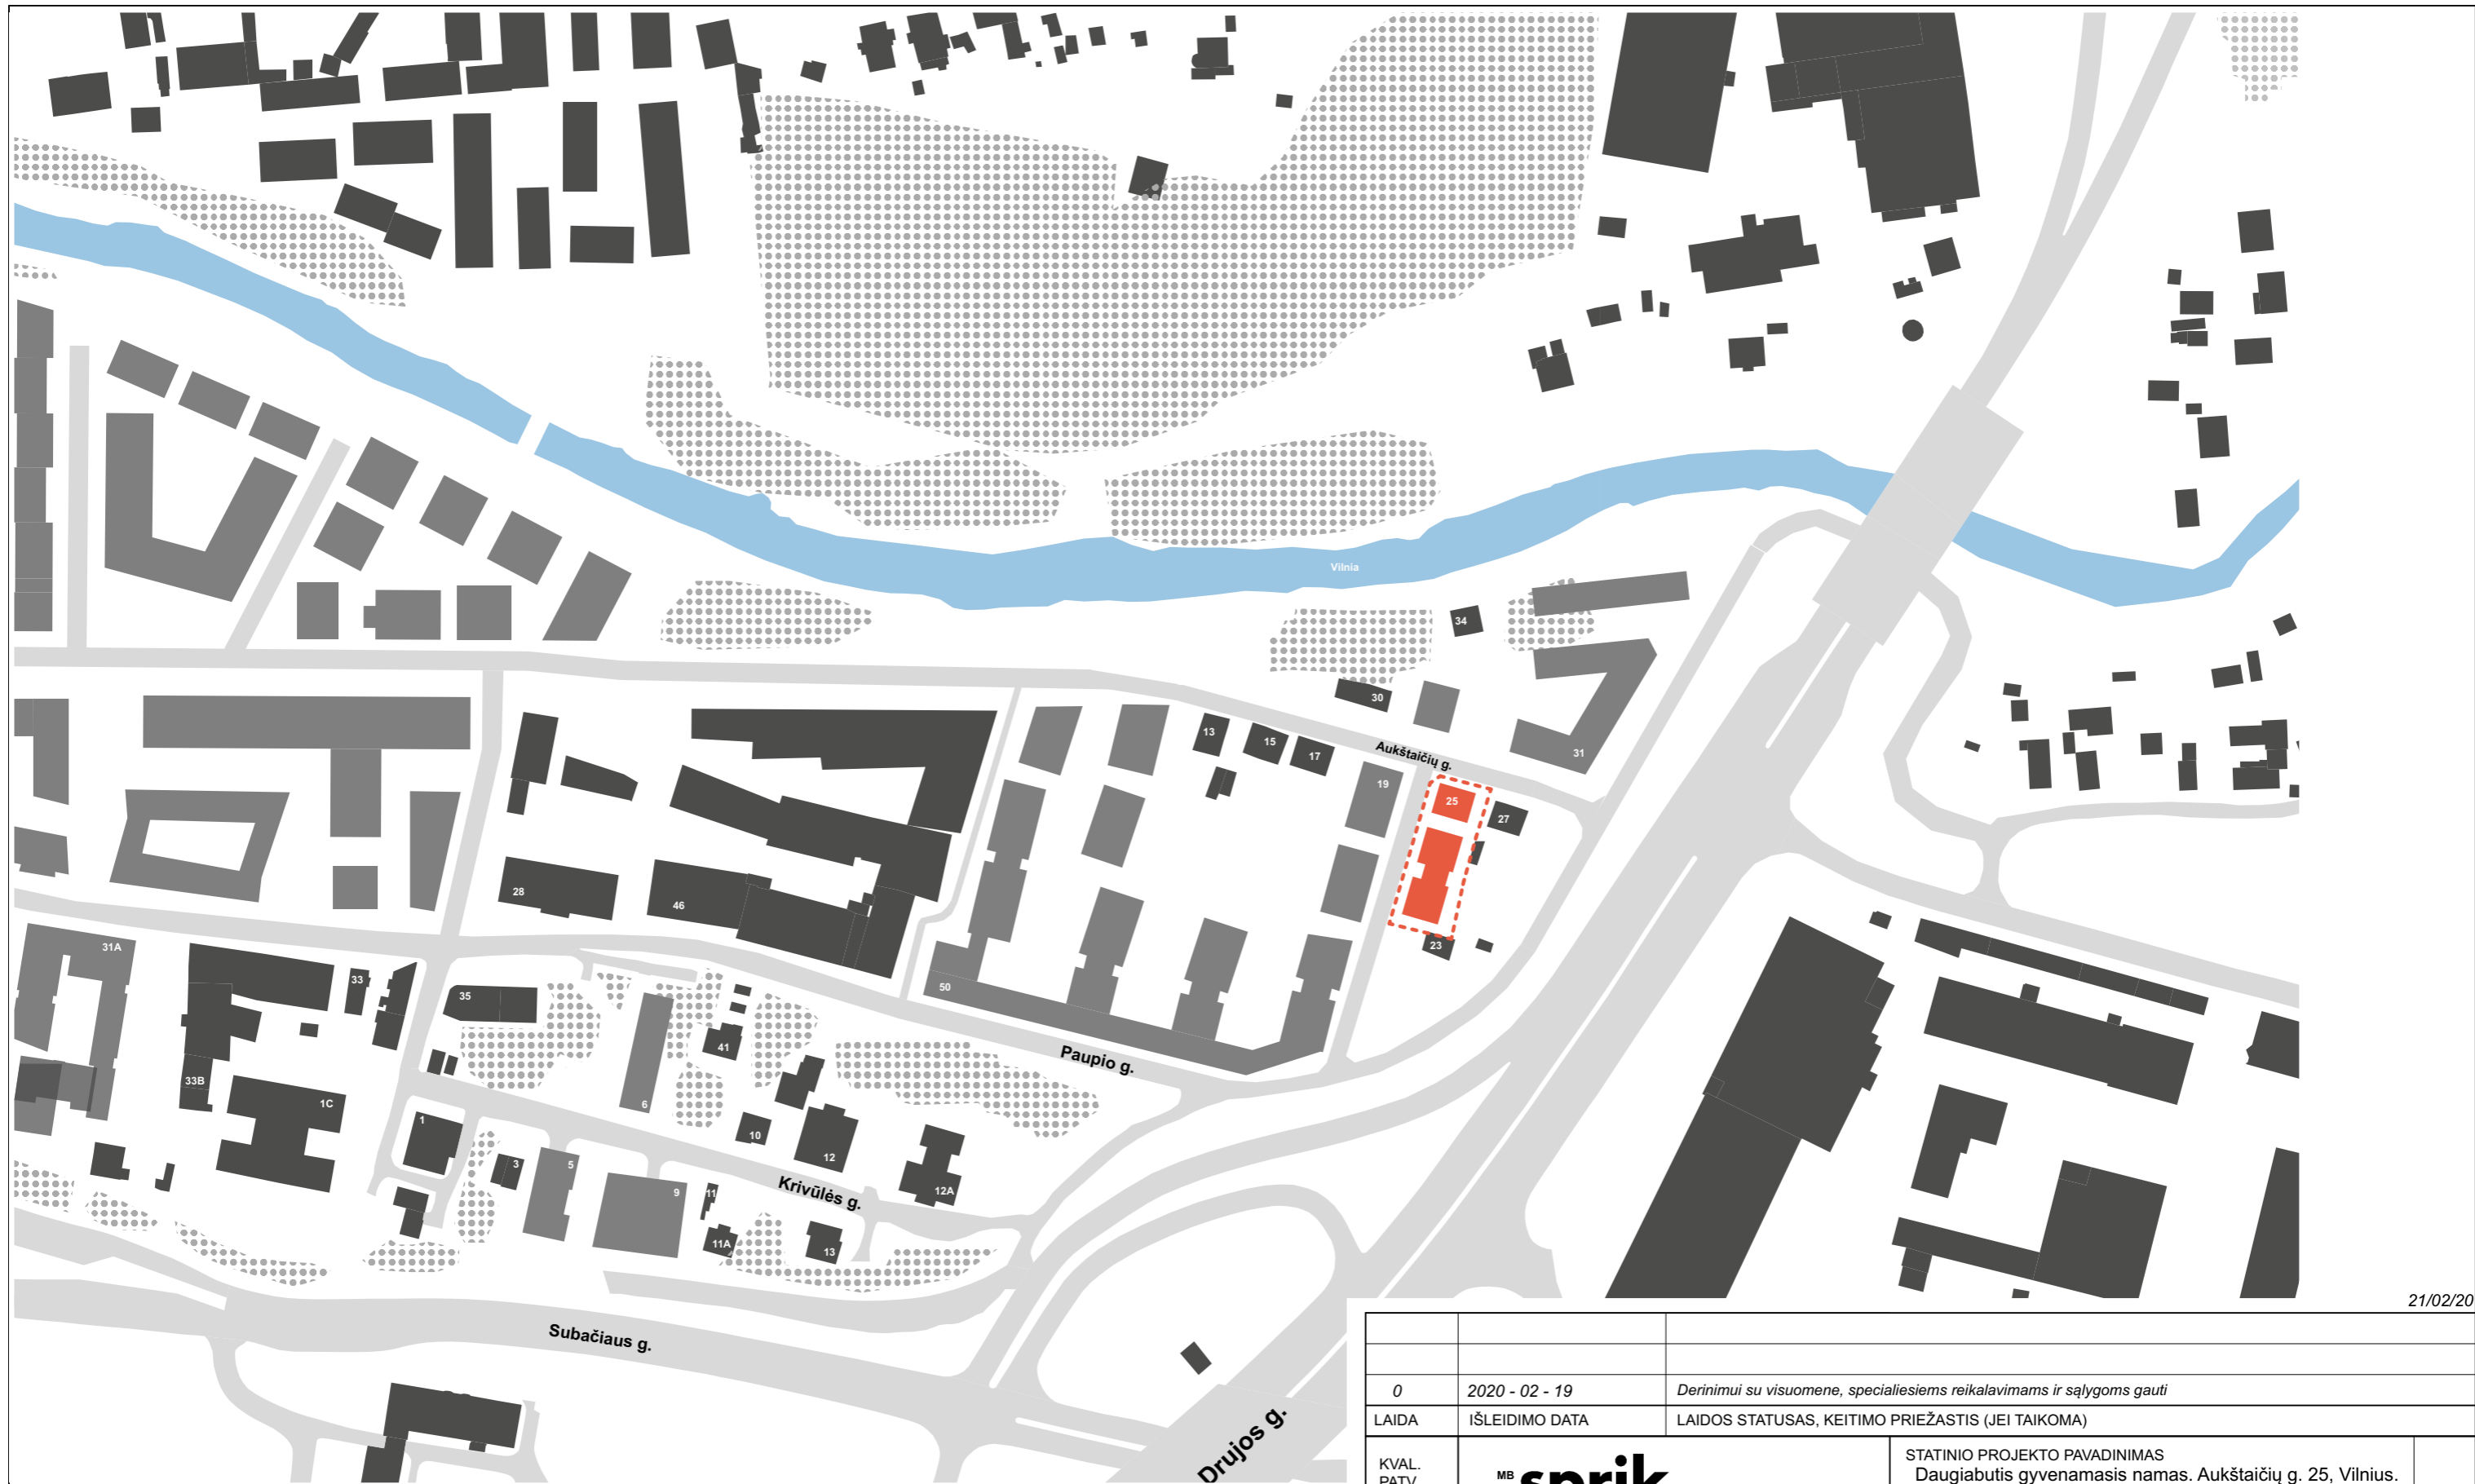 Vilnia
34
30
13
15
17
Aukštaičių g.
31
19
25
27
23
28
46
50
31A
33
35
33B
1C
41
6
10
12
12A
1
3
5
9
11
11A
13
Paupio g.
Krivūlės g.
Subačiaus g.
Drujos g.
21/02/20
0 2020 - 02 - 19 Derinimui su visuomene, specialiesiems reikalavimams ir sąlygoms gauti
LAIDA IŠLEIDIMO DATA LAIDOS STATUSAS, KEITIMO PRIEŽASTIS (JEI TAIKOMA)
KVAL.
PATV.
MB sprik
STATINIO PROJEKTO PAVADINIMAS
Daugiabutis gyvenamasis namas. Aukštaičių g. 25, Vilnius.